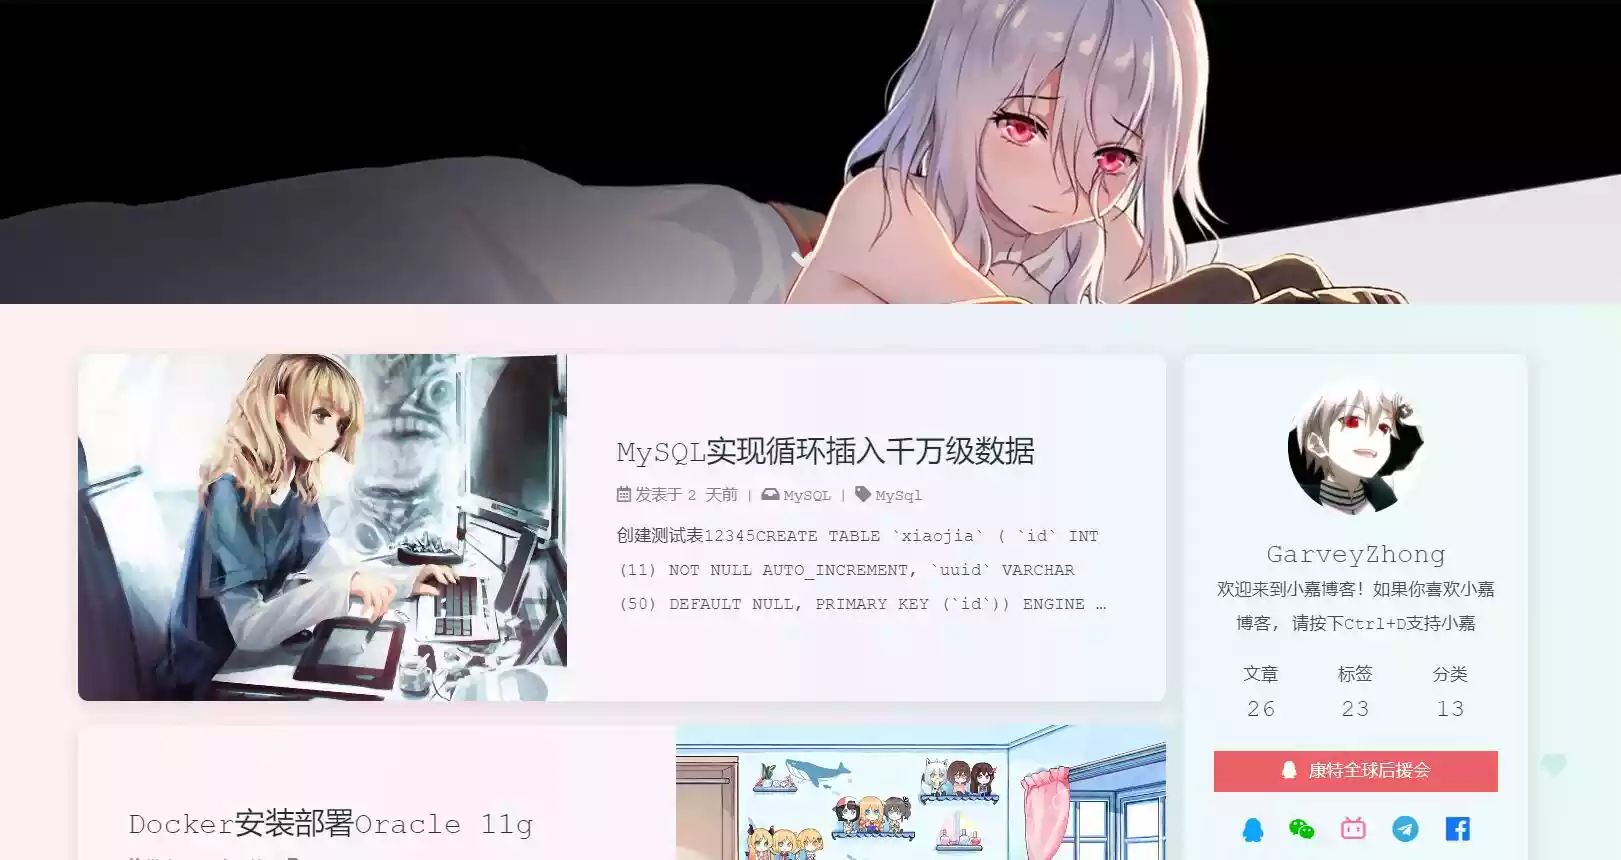 MySQL实现循环插入千万级数据
发表于 2 天前 | MySQL | MySql
创建测试表12345CREATE TABLE `xiaojia` ( `id` INT
(11) NOT NULL AUTO_INCREMENT, `uuid` VARCHAR
(50) DEFAULT NULL, PRIMARY KEY (`id`)) ENGINE …
Docker安装部署Oracle 11g
GarveyZhong
欢迎来到小嘉博客！如果你喜欢小嘉
博客, 请按下Ctrl+D支持小嘉
文章 标签 分类
26 23 13
康特全球后援会